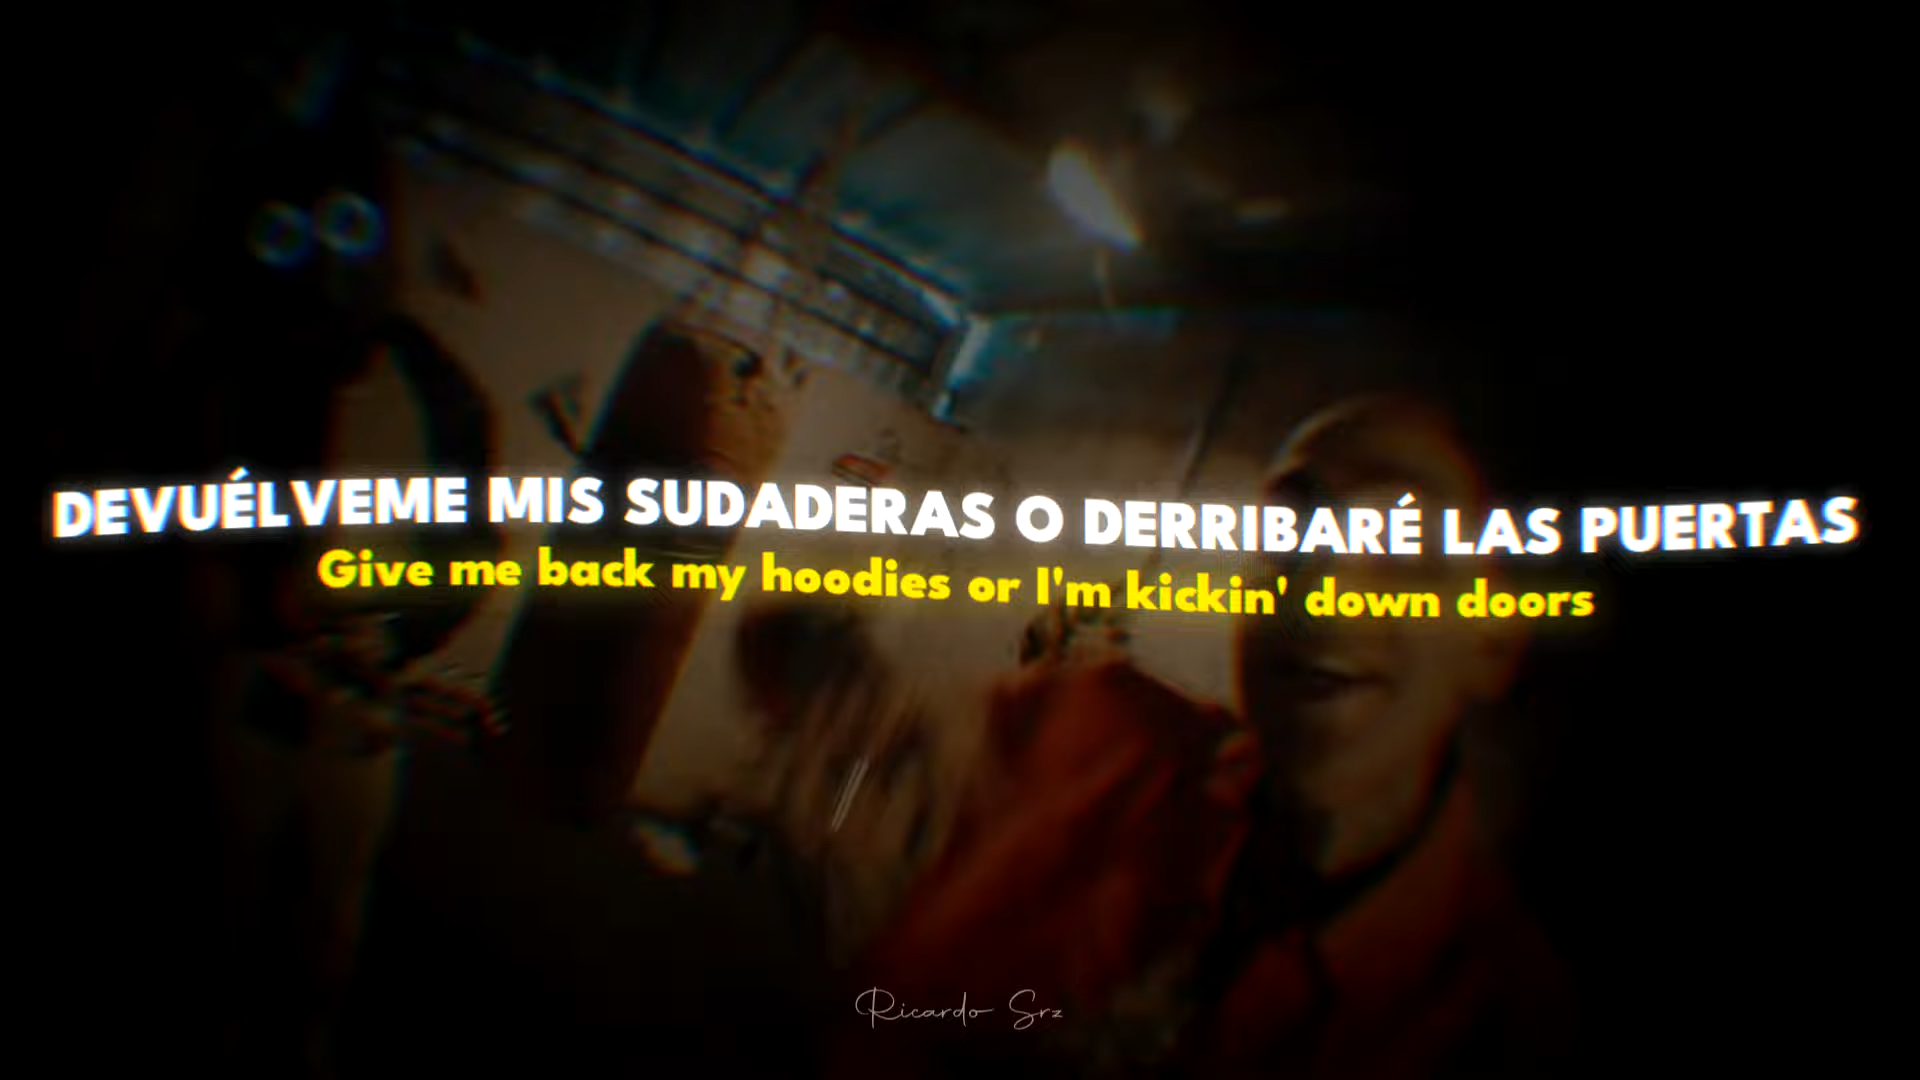 DEVUÉLVEME MIS SUDADERAS O DERRIBARÉ LAS PUERTAS
Give me back my hoodies or I'm kickin' down doors
Ricardo Srz